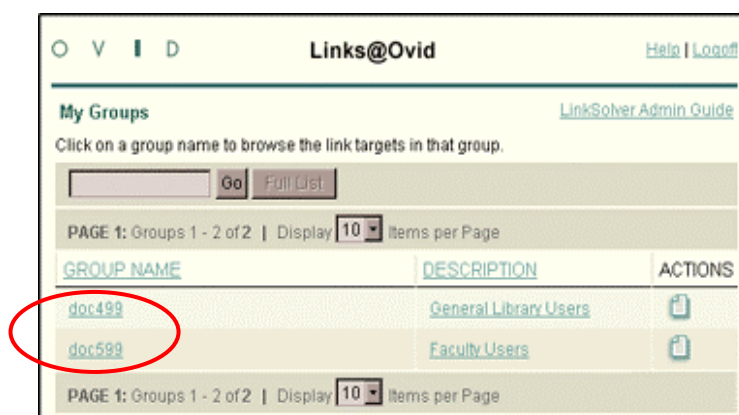 O V I D Links@Ovid Help | Logoff
My Groups LinkSolver Admin Guide
Click on a group name to browse the link targets in that group.
Go Full List
PAGE 1: Groups 1 - 2 of 2 | Display 10 Items per Page
GROUP NAME DESCRIPTION ACTIONS
doc499 General Library Users
doc599 Faculty Users
PAGE 1: Groups 1 - 2 of 2 | Display 10 Items per Page